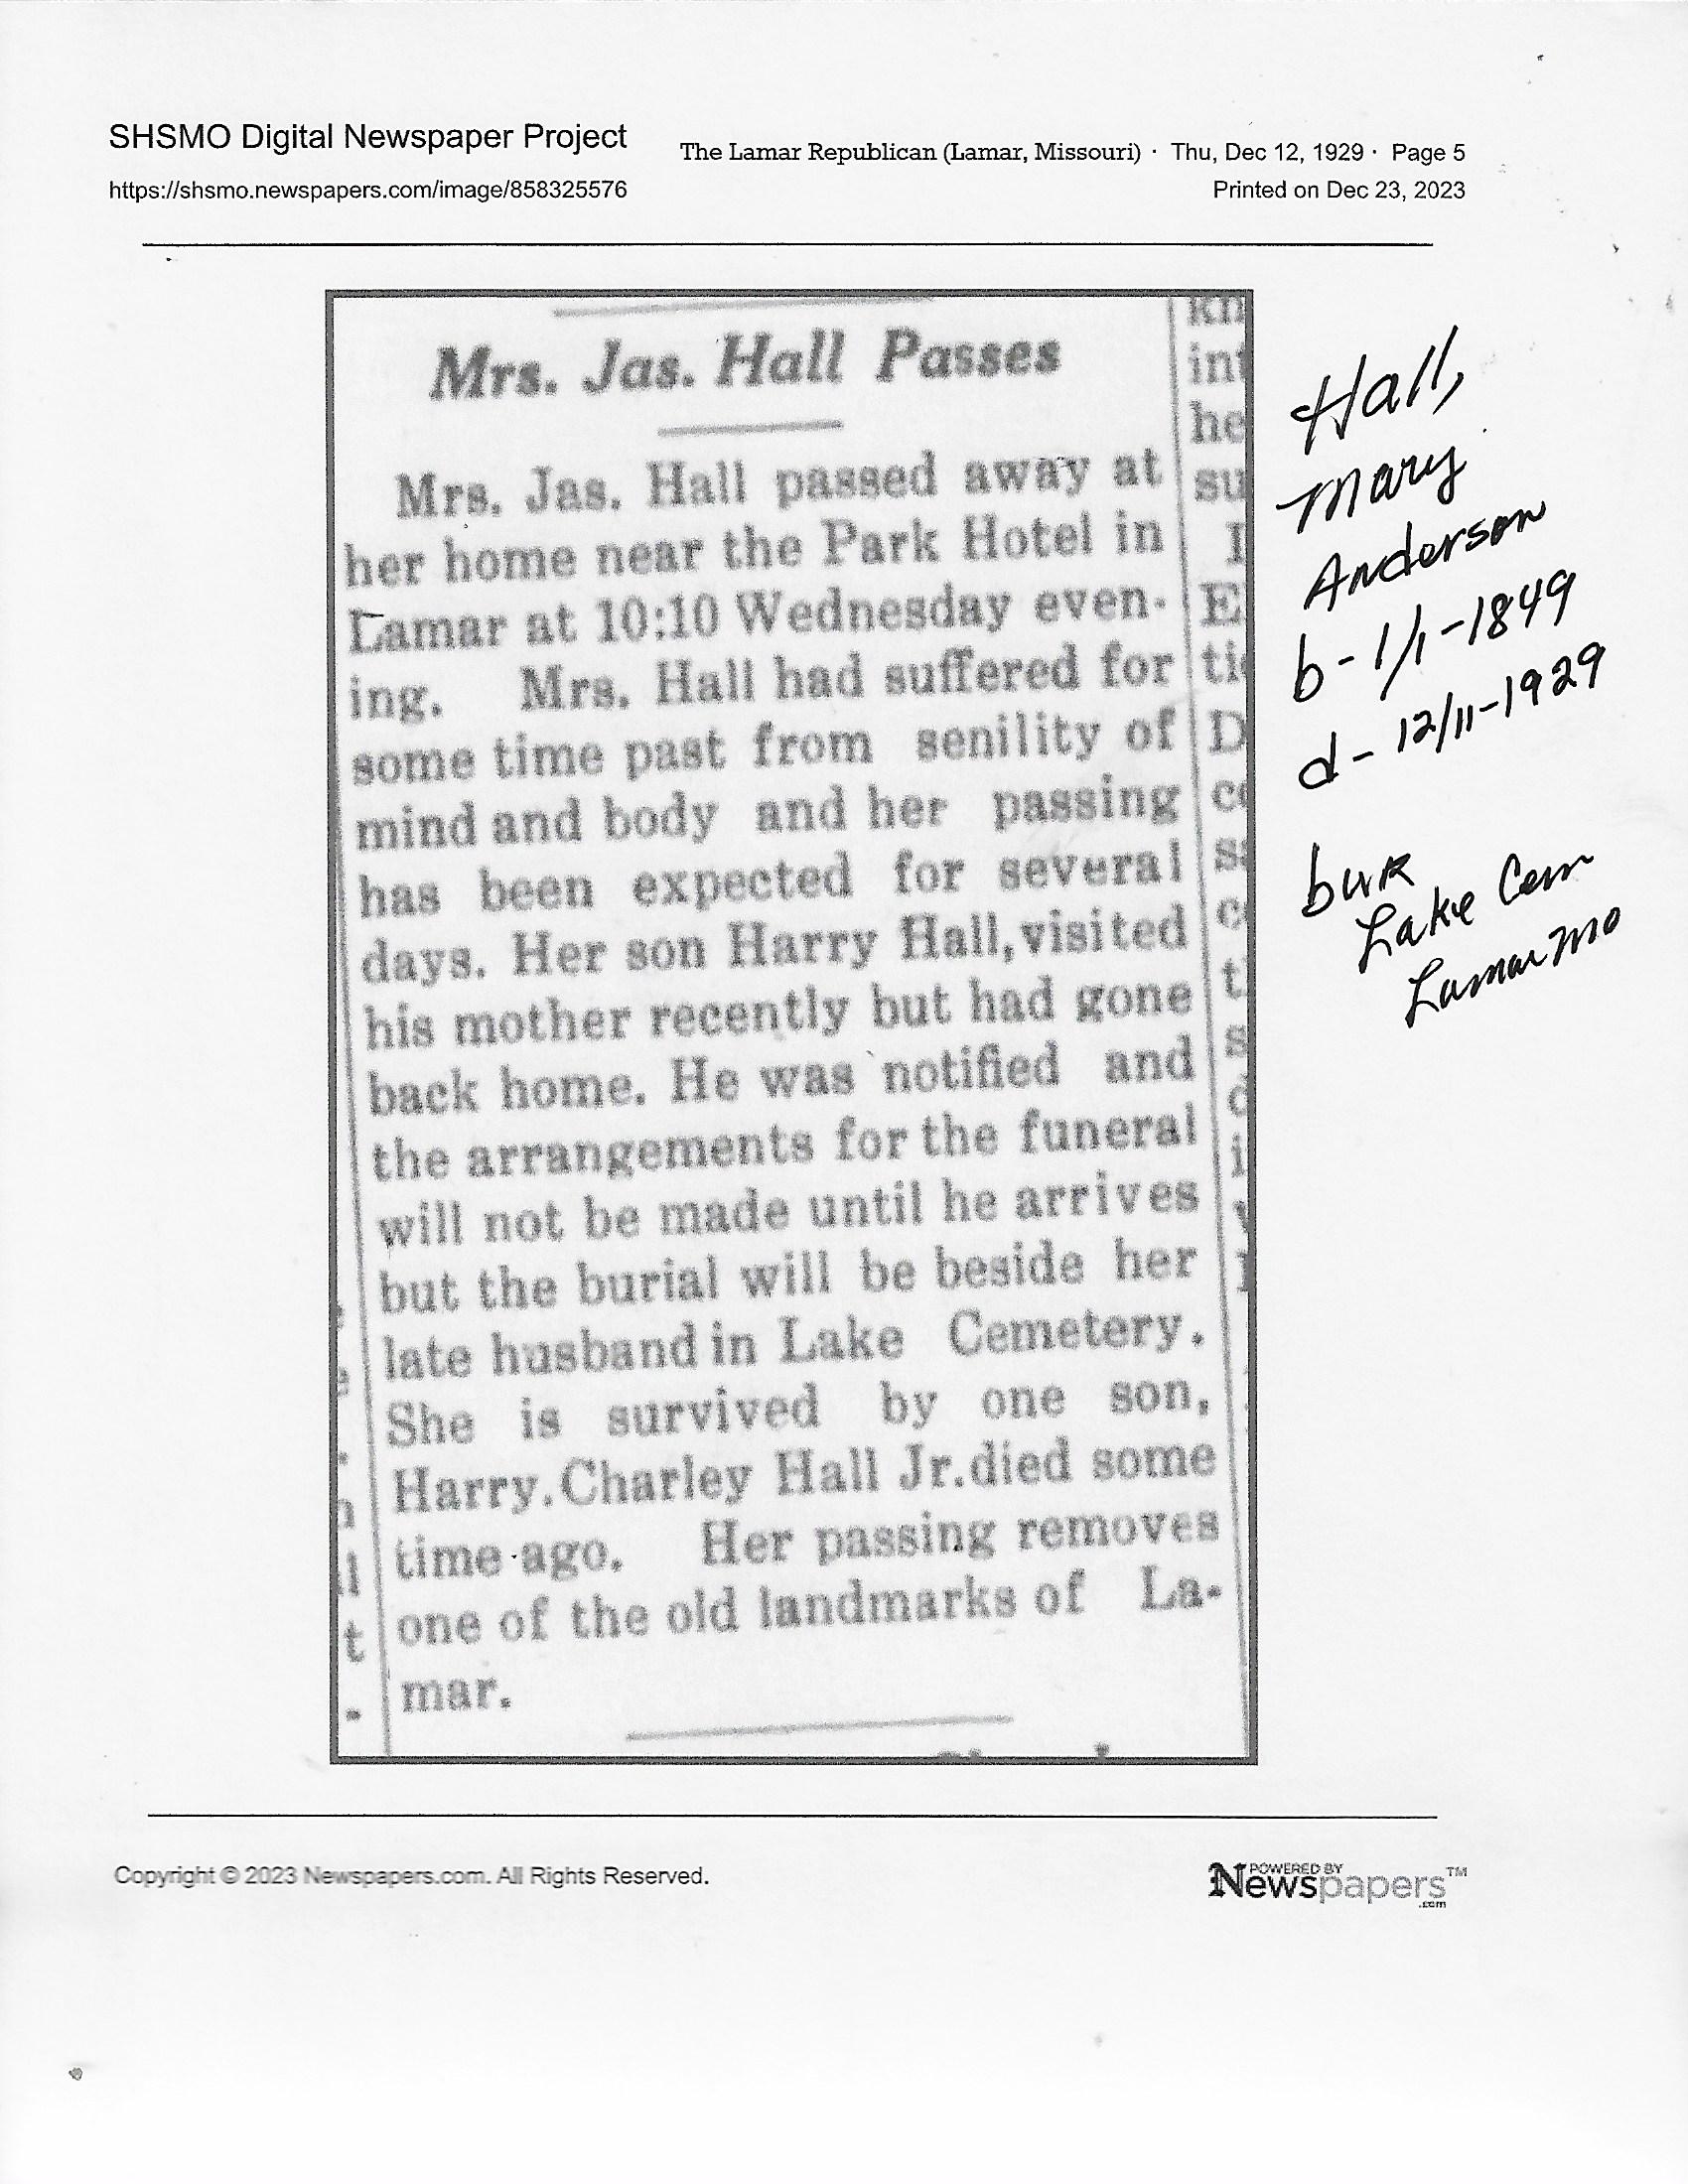 SHSMO Digital Newspaper Project
https://shsmo.newspapers.com/image/858325576
The Lamar Republican (Lamar, Missouri) · Thu, Dec 12, 1929 · Page 5
Printed on Dec 23, 2023
Mrs. Jas. Hall Passes
Mrs. Jas. Hall passed away at
her home near the Park Hotel in
Lamar at 10:10 Wednesday even-
ing. Mrs. Hall had suffered for
some time past from senility of
mind and body and her passing
has been expected for several
days. Her son Harry Hall, visited
his mother recently but had gone
back home. He was notified and
the arrangements for the funeral
will not be made until he arrives
but the burial will be beside her
late husband in Lake Cemetery.
She is survived by one son,
Harry. Charley Hall Jr. died some
time ago. Her passing removes
one of the old landmarks of La-
mar.
Hall,
Mary
Anderson
b-1/1-1849
d-12/11-1929
bur
Lake Cem
Lamar Mo
Copyright © 2023 Newspapers.com. All Rights Reserved.
POWERED BY
Newspapers™
.com